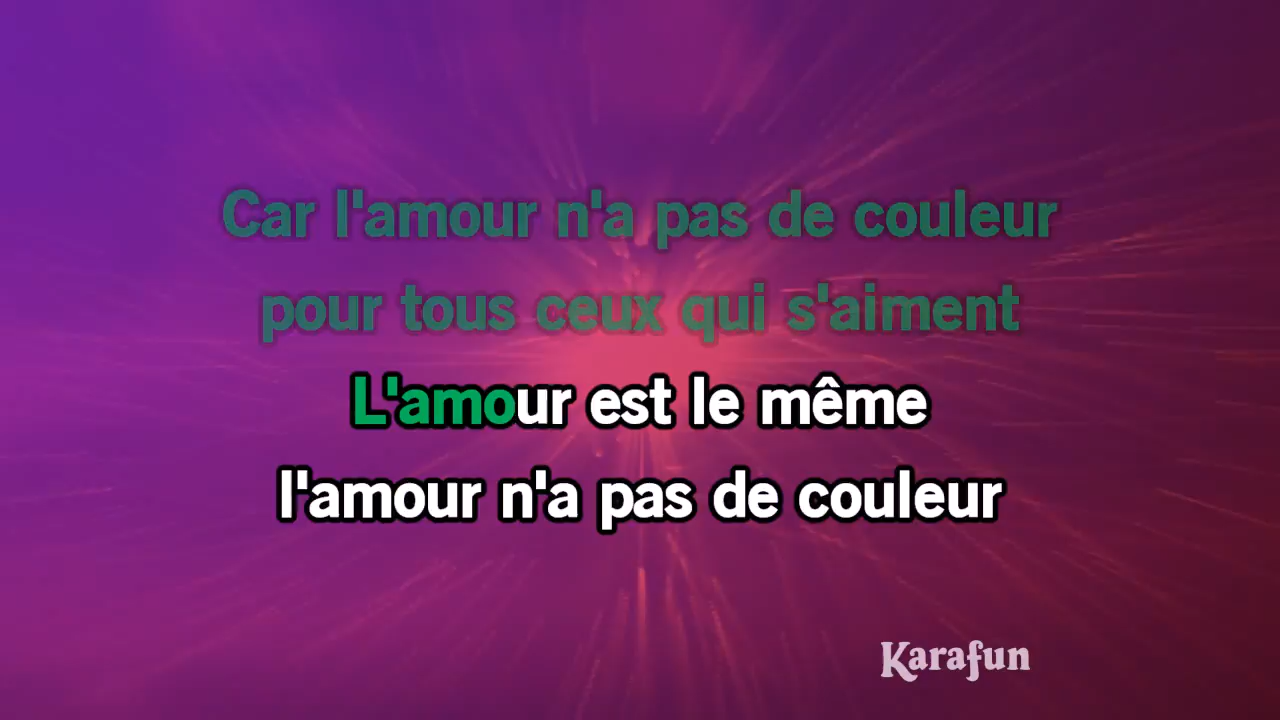 Car l'amour n'a pas de couleur
pour tous ceux qui s'aiment
L'amour est le même
l'amour n'a pas de couleur
Karafun